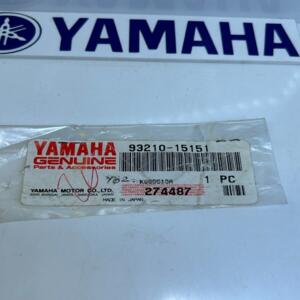 YAMAHA
YAMAHA 93210-15151
GENUINE
Parts & Accessories
YAMAHA MOTOR CO., LTD. 1 PC
274487
MADE IN JAPAN